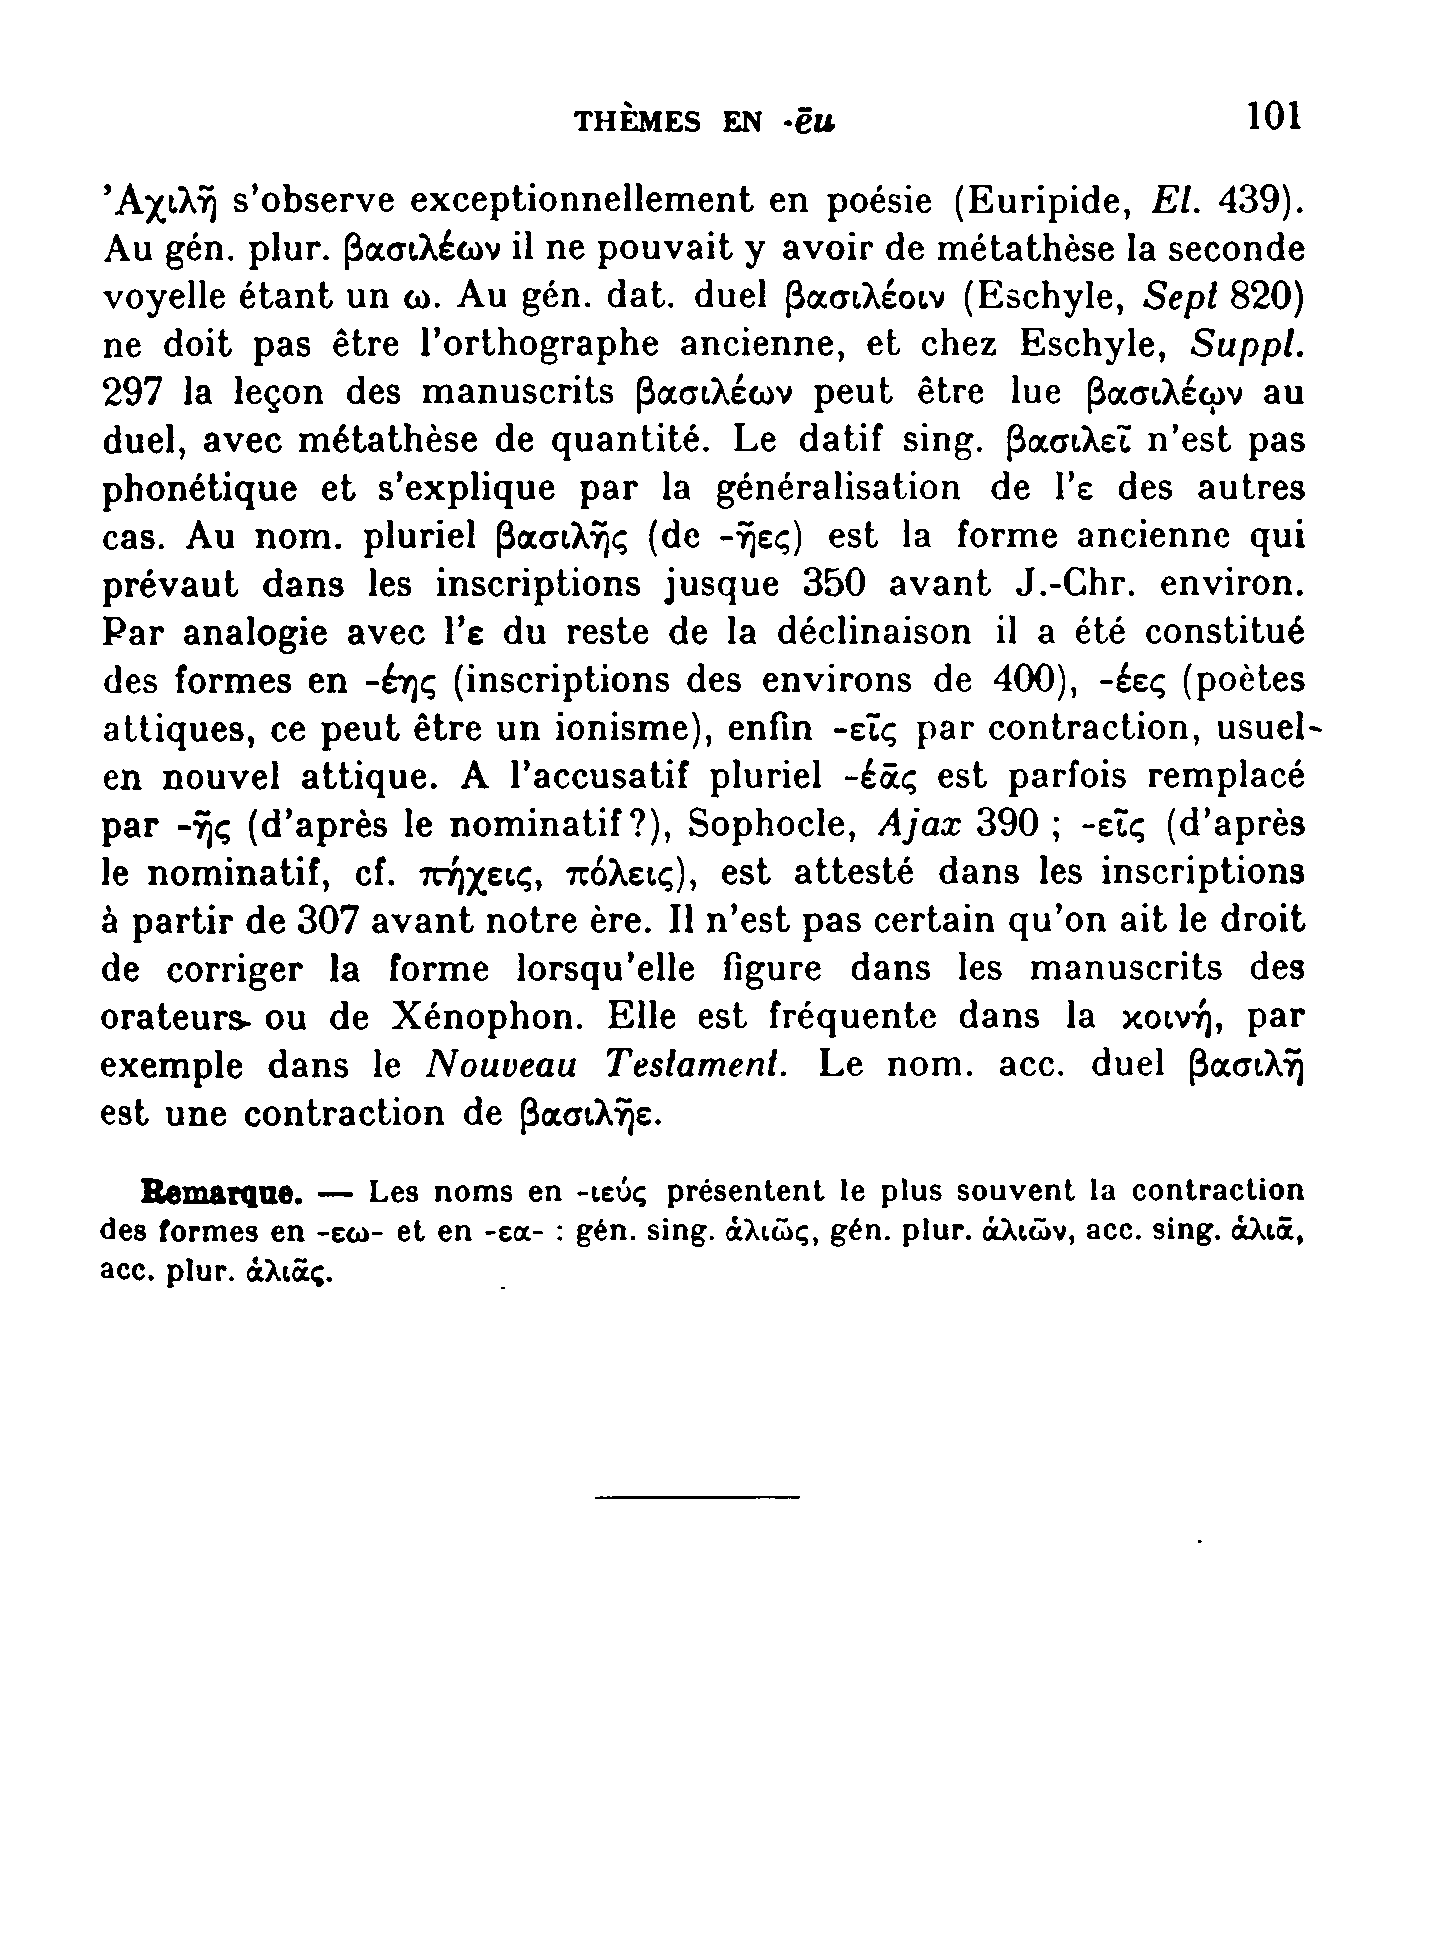 THÈMES EN -ēu 101
’Αχιλῆ s’observe exceptionnellement en poésie (Euripide, El. 439).
Au gén. plur. βασιλέων il ne pouvait y avoir de métathèse la seconde
voyelle étant un ω. Au gén. dat. duel βασιλέοιν (Eschyle, Sept 820)
ne doit pas être l’orthographe ancienne, et chez Eschyle, Suppl.
297 la leçon des manuscrits βασιλέων peut être lue βασιλέῳν au
duel, avec métathèse de quantité. Le datif sing. βασιλεῖ n’est pas
phonétique et s’explique par la généralisation de l’ε des autres
cas. Au nom. pluriel βασιλῆς (de -ῆες) est la forme ancienne qui
prévaut dans les inscriptions jusque 350 avant J.-Chr. environ.
Par analogie avec l’ε du reste de la déclinaison il a été constitué
des formes en -έης (inscriptions des environs de 400), -έες (poètes
attiques, ce peut être un ionisme), enfin -εῖς par contraction, usuel-
en nouvel attique. A l’accusatif pluriel -έᾱς est parfois remplacé
par -ῆς (d’après le nominatif?), Sophocle, Ajax 390 ; -εῖς (d’après
le nominatif, cf. πήχεις, πόλεις), est attesté dans les inscriptions
à partir de 307 avant notre ère. Il n’est pas certain qu’on ait le droit
de corriger la forme lorsqu’elle figure dans les manuscrits des
orateurs ou de Xénophon. Elle est fréquente dans la κοινή, par
exemple dans le Nouveau Testament. Le nom. acc. duel βασιλῆ
est une contraction de βασιλῆε.
Remarque. — Les noms en -ιεύς présentent le plus souvent la contraction
des formes en -εω- et en -εα- : gén. sing. ἁλιῶς, gén. plur. ἁλιῶν, acc. sing. ἁλιᾶ,
acc. plur. ἁλιᾶς.